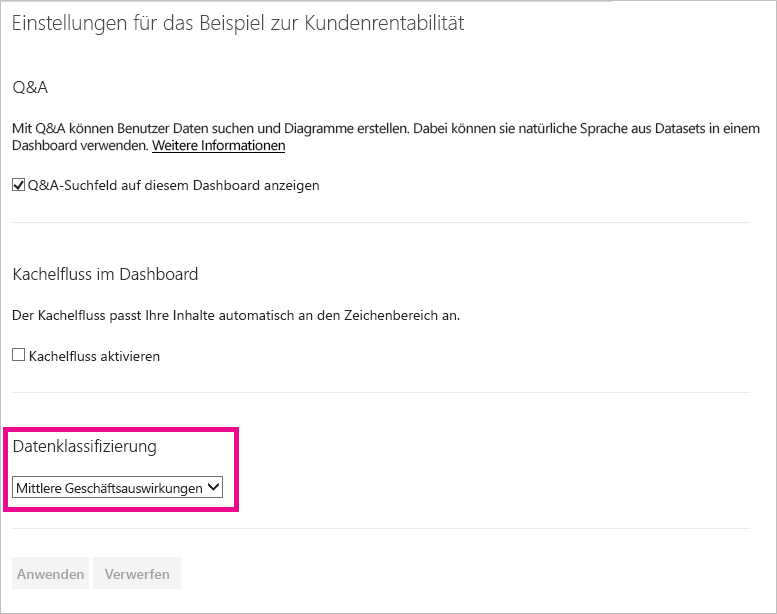 Einstellungen für das Beispiel zur Kundenrentabilität
Q&A
Mit Q&A können Benutzer Daten suchen und Diagramme erstellen. Dabei können sie natürliche Sprache aus Datasets in einem
Dashboard verwenden. Weitere Informationen
Q&A-Suchfeld auf diesem Dashboard anzeigen
Kachelfluss im Dashboard
Der Kachelfluss passt Ihre Inhalte automatisch an den Zeichenbereich an.
Kachelfluss aktivieren
Datenklassifizierung
Mittlere Geschäftsauswirkungen
Anwenden Verwerfen